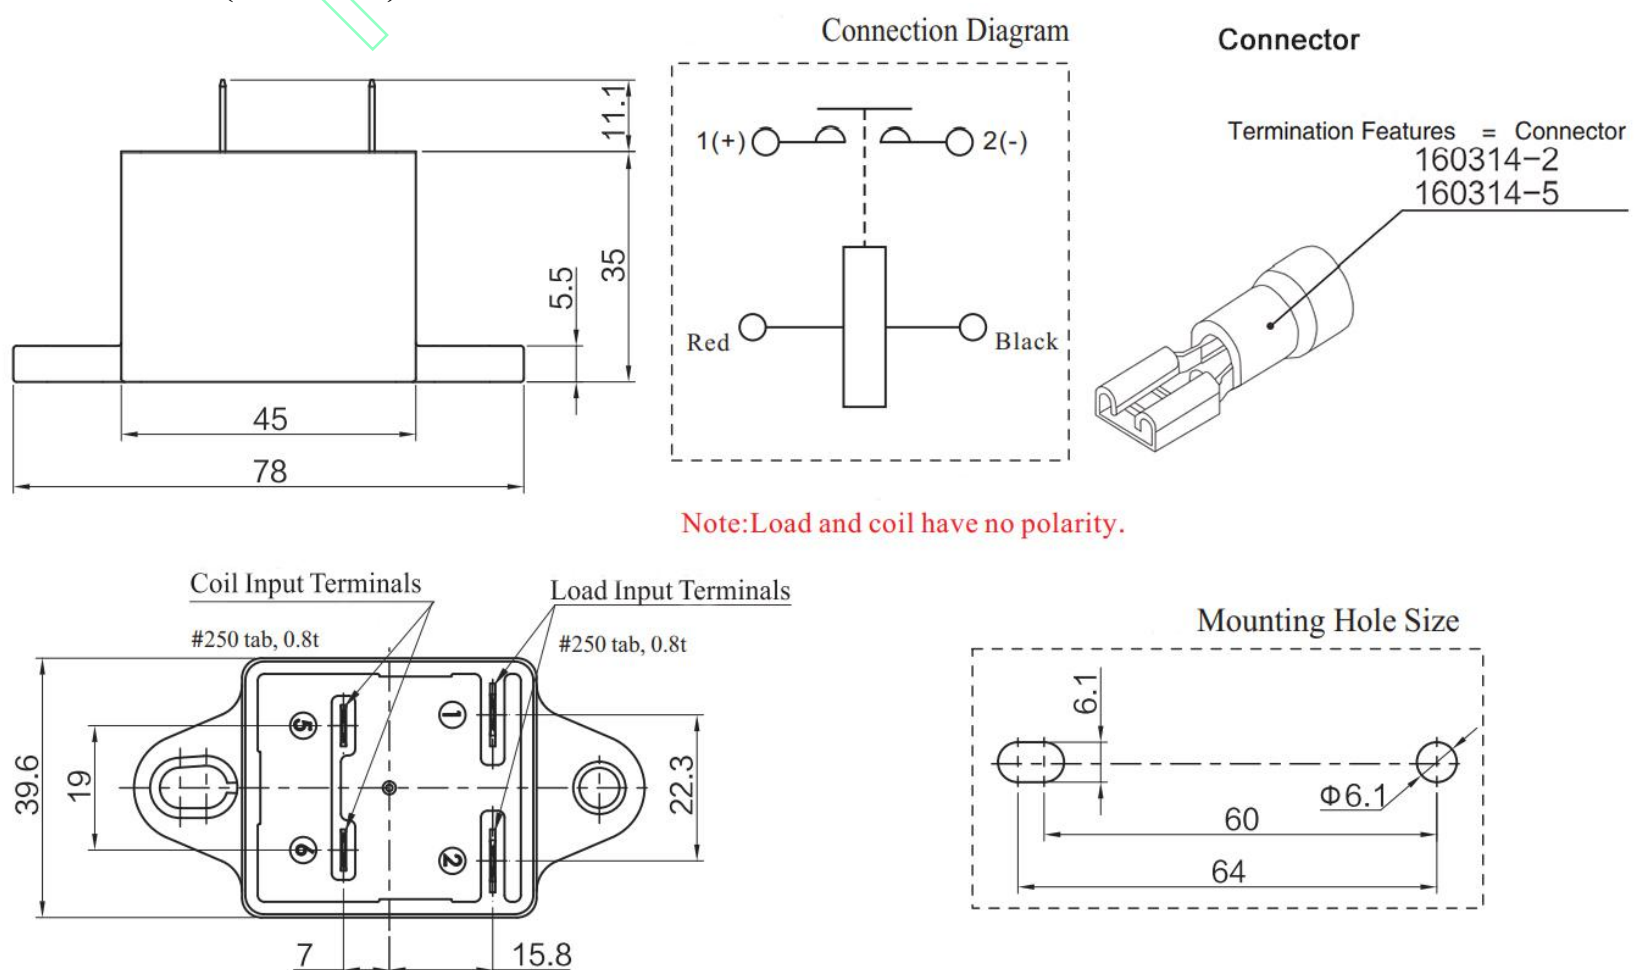 Connection Diagram
Connector
Termination Features = Connector
160314-2
160314-5
11.1
1(+)
2(-)
35
5.5
Red
Black
45
78
Note:Load and coil have no polarity.
Coil Input Terminals
Load Input Terminals
#250 tab, 0.8t
#250 tab, 0.8t
Mounting Hole Size
39.6
19
5
1
6
2
22.3
6.1
Φ6.1
60
64
7
15.8